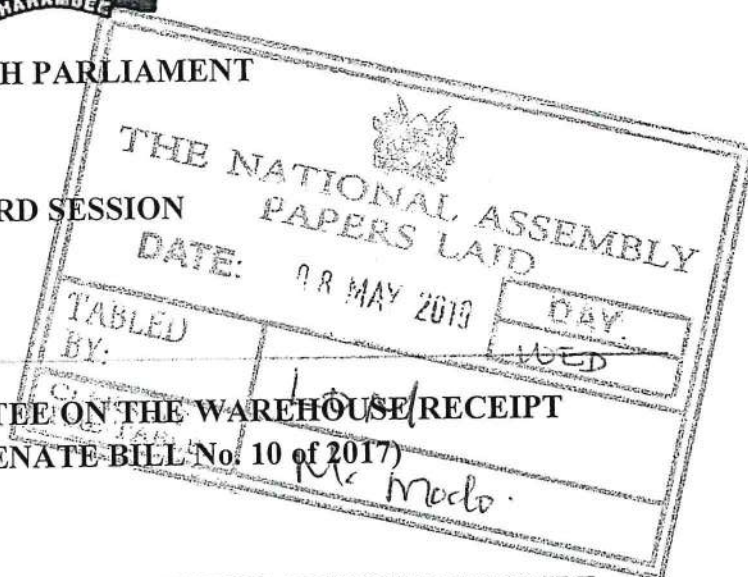 HARAMBEE
H PARLIAMENT
THE NATIONAL ASSEMBLY
RD SESSION
PAPERS LAID
DATE:
08 MAY 2019
DAY.
WED
TABLED
BY:
TEE ON THE WAREHOUSE RECEIPT
ENATE BILL No. 10 of 2017)